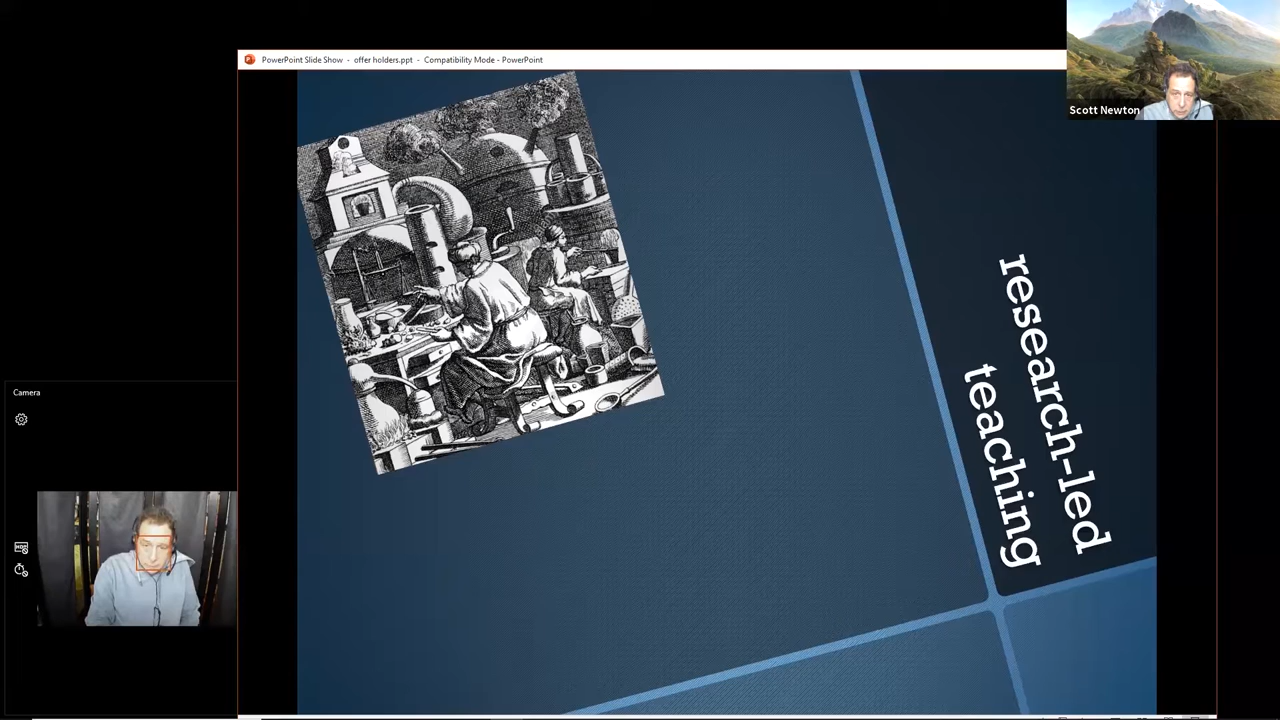 PowerPoint Slide Show - offer holders.ppt - Compatibility Mode - PowerPoint
Scott Newton
research-led
teaching
Camera